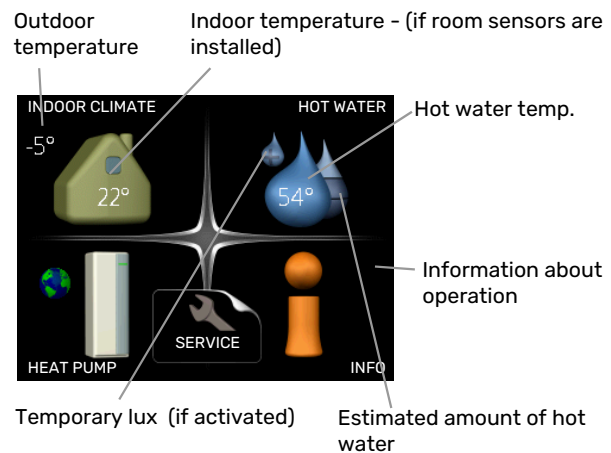 Outdoor
temperature
Indoor temperature - (if room sensors are
installed)
INDOOR CLIMATE
HOT WATER
Hot water temp.
-5°
22°
54°
Information about
operation
SERVICE
HEAT PUMP
INFO
Temporary lux (if activated)
Estimated amount of hot
water